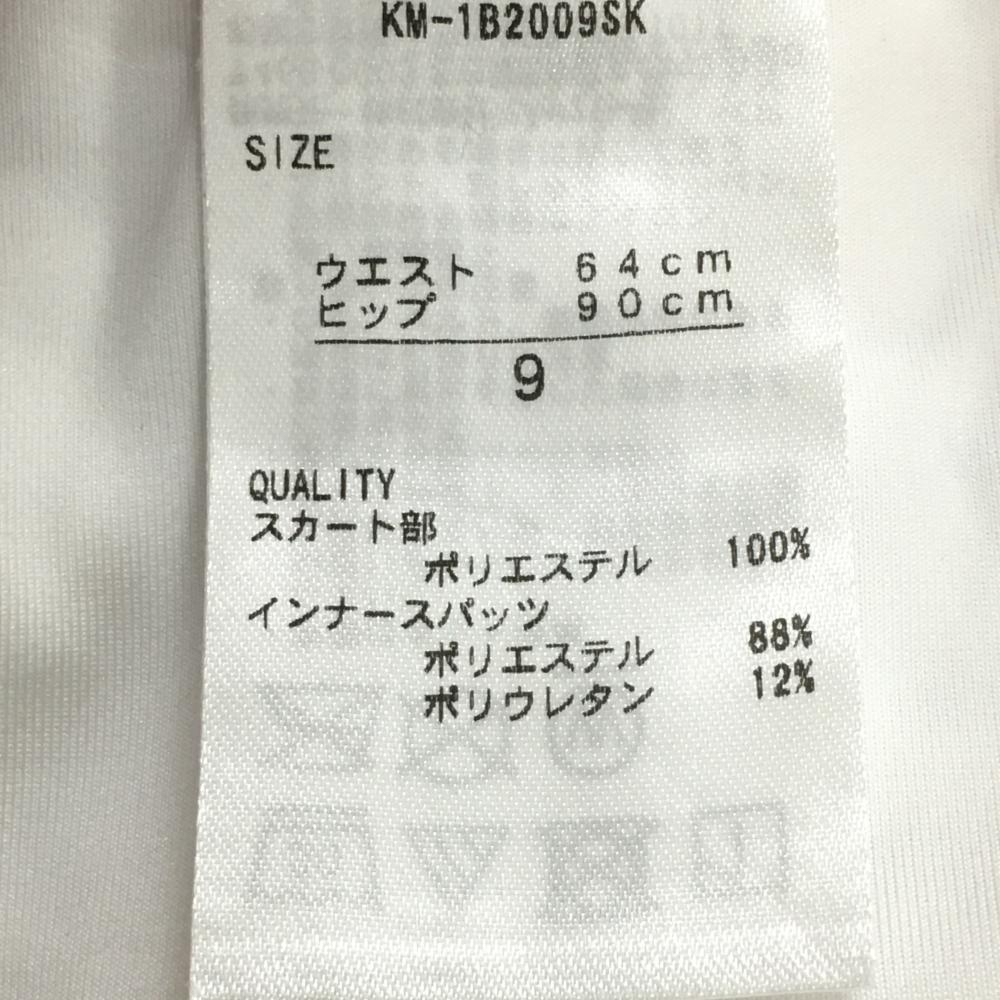 KM-1B2009SK
SIZE
ウエスト 64cm
ヒップ 90cm
9
QUALITY
スカート部
ポリエステル 100%
インナースパッツ
ポリエステル 88%
ポリウレタン 12%